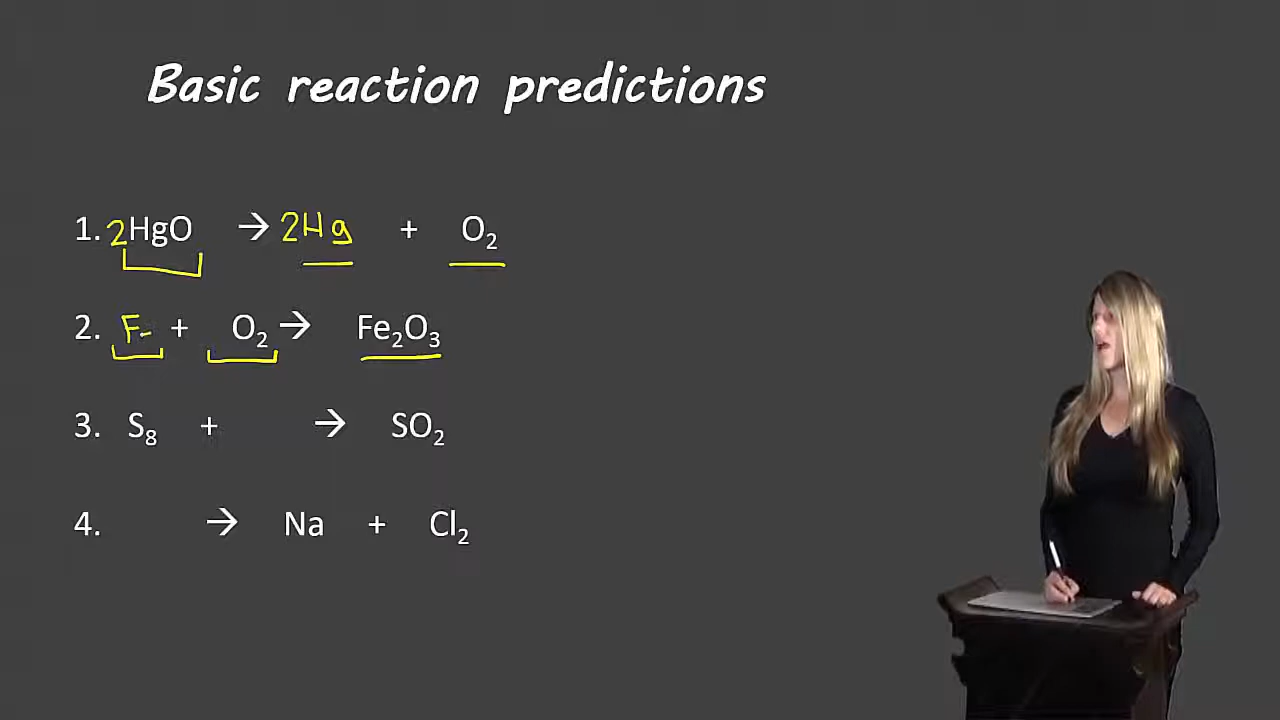 Basic reaction predictions
1. 2HgO → 2Hg + O₂
2. F + O₂ → Fe₂O₃
3. S₈ + → SO₂
4. → Na + Cl₂